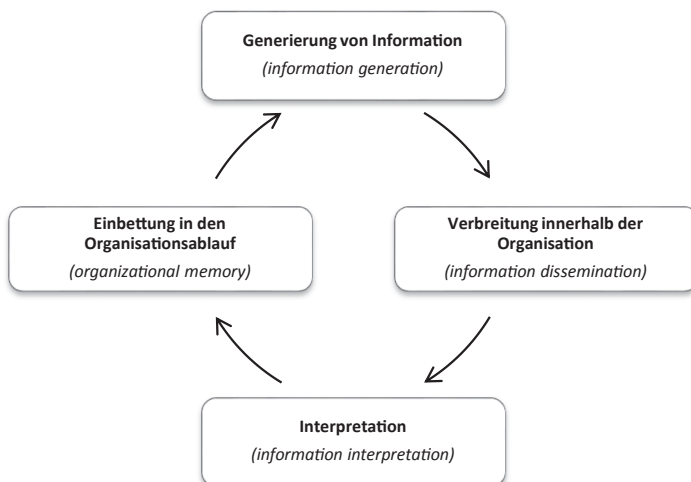 Generierung von Information
(information generation)
Einbettung in den
Organisationsablauf
(organizational memory)
Verbreitung innerhalb der
Organisation
(information dissemination)
Interpretation
(information interpretation)